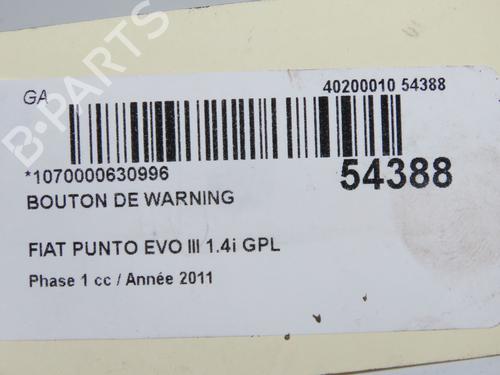 GA
40200010 54388
*1070000630996
54388
BOUTON DE WARNING
FIAT PUNTO EVO III 1.4i GPL
Phase 1 cc / Année 2011
B-PARTS